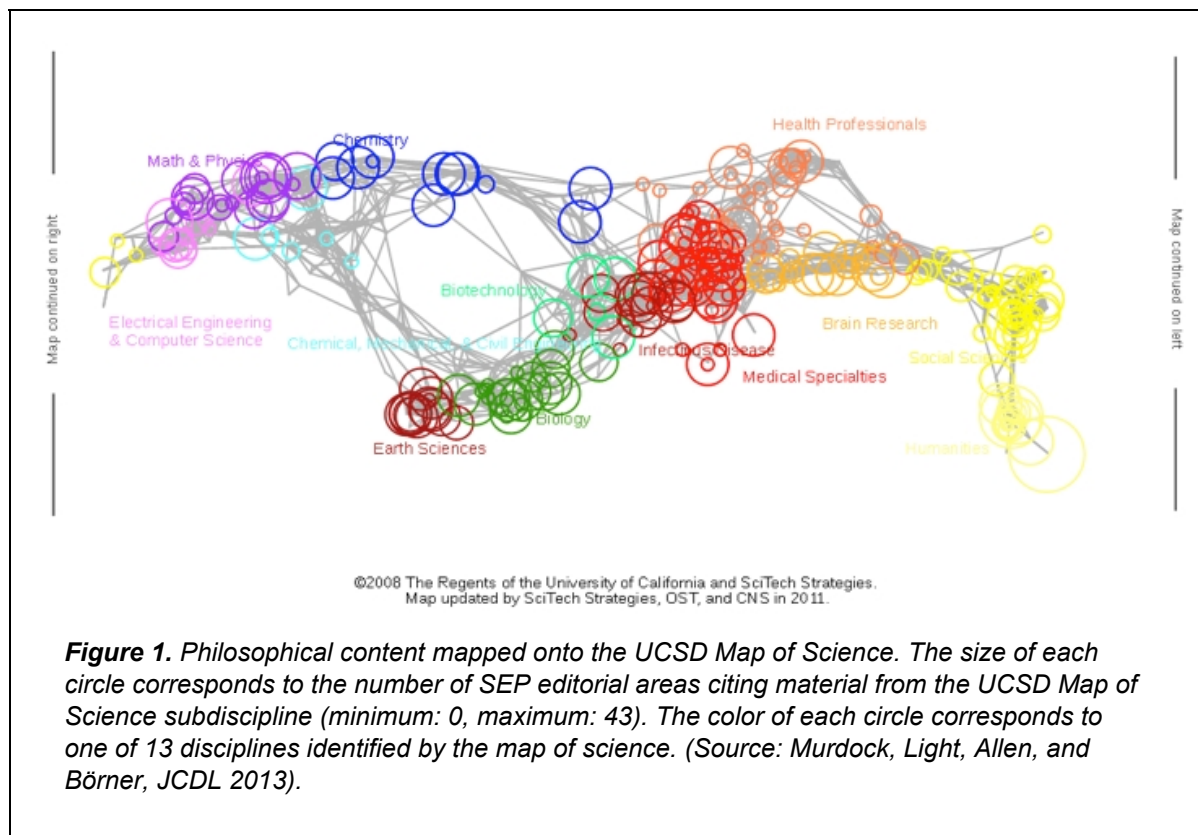 Chemistry
Health Professionals
Math & Physics
Map continued on right
Map continued on left
Biotechnology
Electrical Engineering
& Computer Science
Brain Research
Chemical, Mechanical, & Civil
Infectious Disease
Social Sciences
Medical Specialties
Biology
Earth Sciences
Humanities
©2008 The Regents of the University of California and SciTech Strategies.
Map updated by SciTech Strategies, OST, and CNS in 2011.
Figure 1. Philosophical content mapped onto the UCSD Map of Science. The size of each
circle corresponds to the number of SEP editorial areas citing material from the UCSD Map of
Science subdiscipline (minimum: 0, maximum: 43). The color of each circle corresponds to
one of 13 disciplines identified by the map of science. (Source: Murdock, Light, Allen, and
Börner, JCDL 2013).